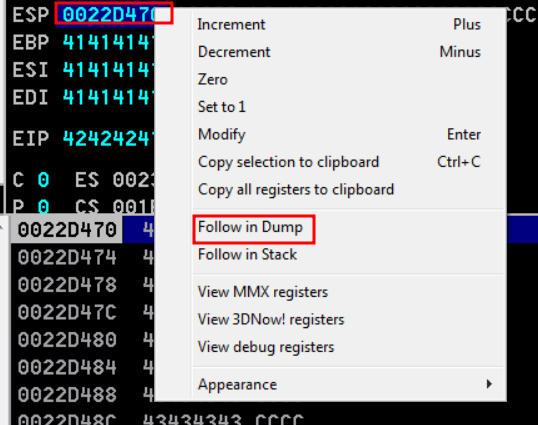 ESP 0022D470 CCC
EBP 4141414
ESI 4141414
EDI 4141414
EIP 4242424
C 0 ES 002
P 0 CS 001
Increment Plus
Decrement Minus
Zero
Set to 1
Modify Enter
Copy selection to clipboard Ctrl+C
Copy all registers to clipboard
Follow in Dump
Follow in Stack
View MMX registers
View 3DNow! registers
View debug registers
Appearance
0022D470 4
0022D474 4
0022D478 4
0022D47C 4
0022D480 4
0022D484 4
0022D488 4
0022D48C 43434343 CCCC